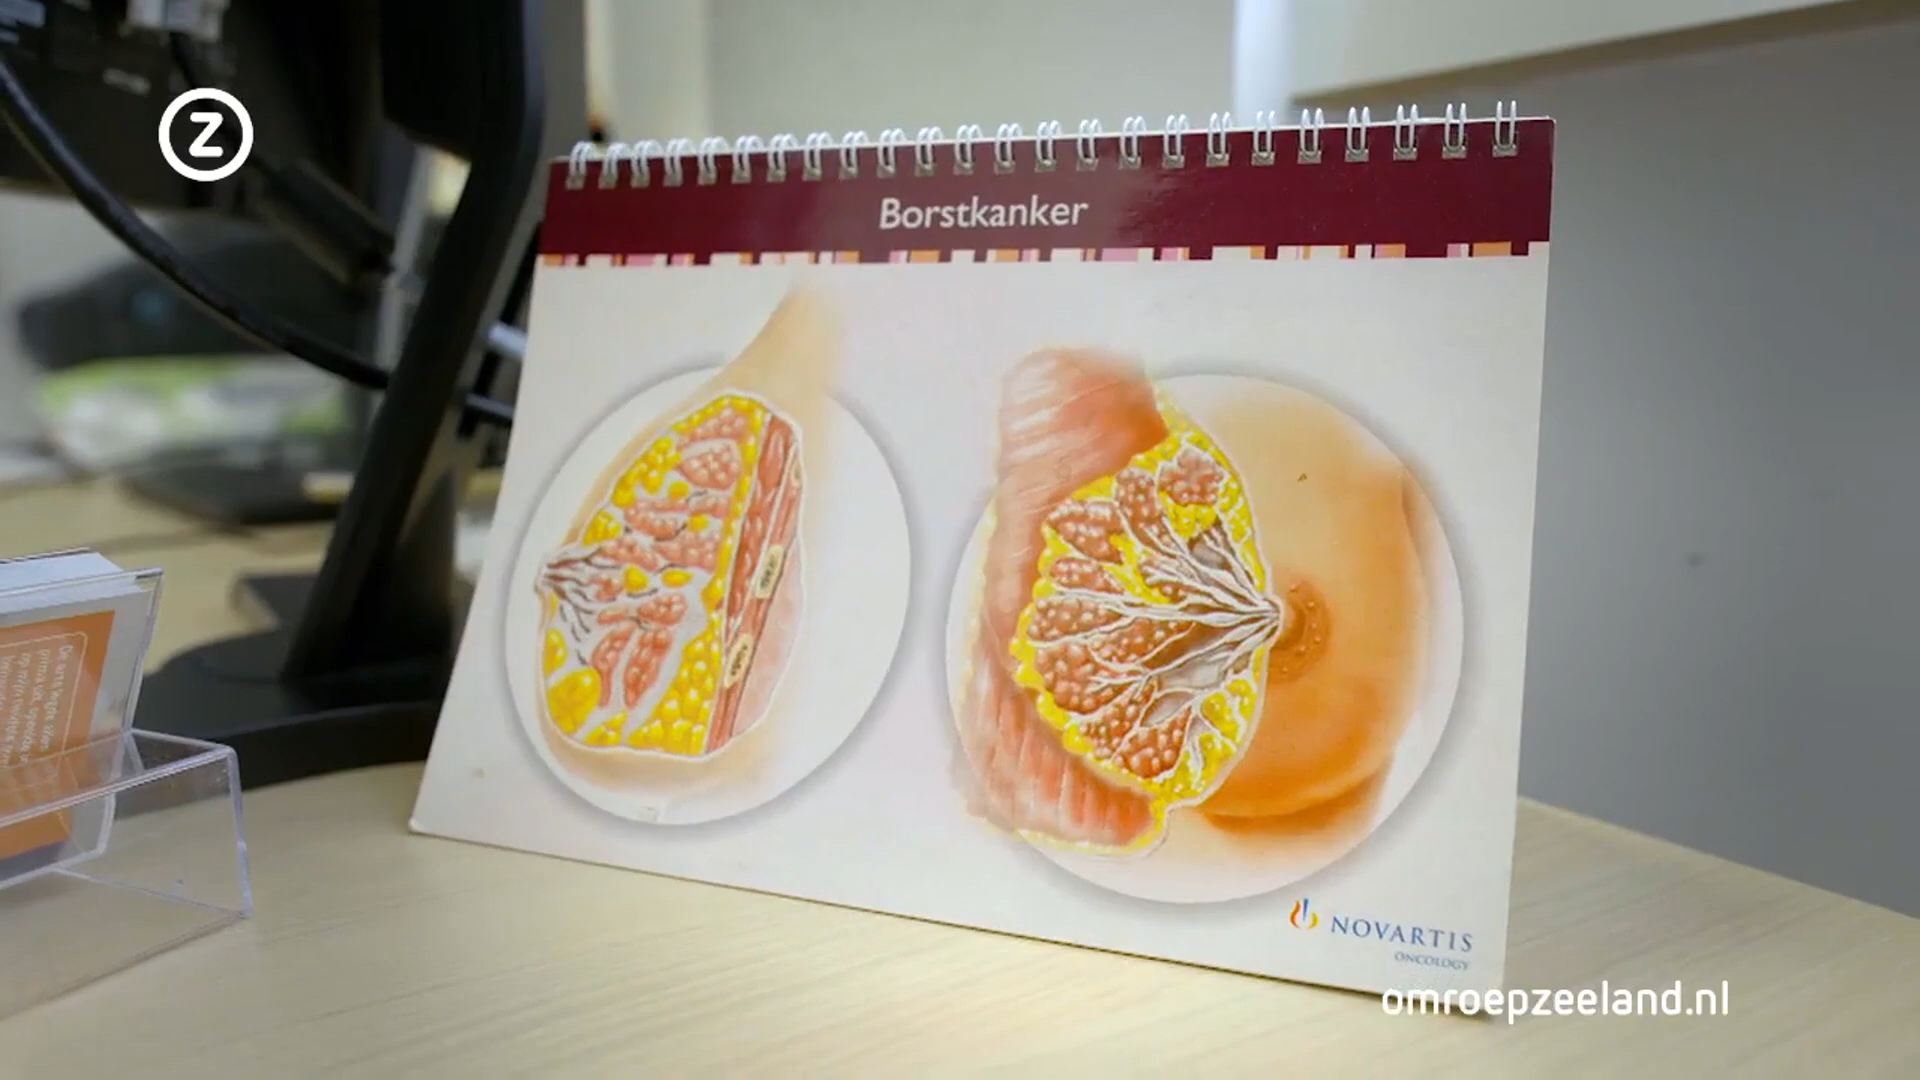 Z
Borstkanker
NOVARTIS
ONCOLOGY
omroepzeeland.nl